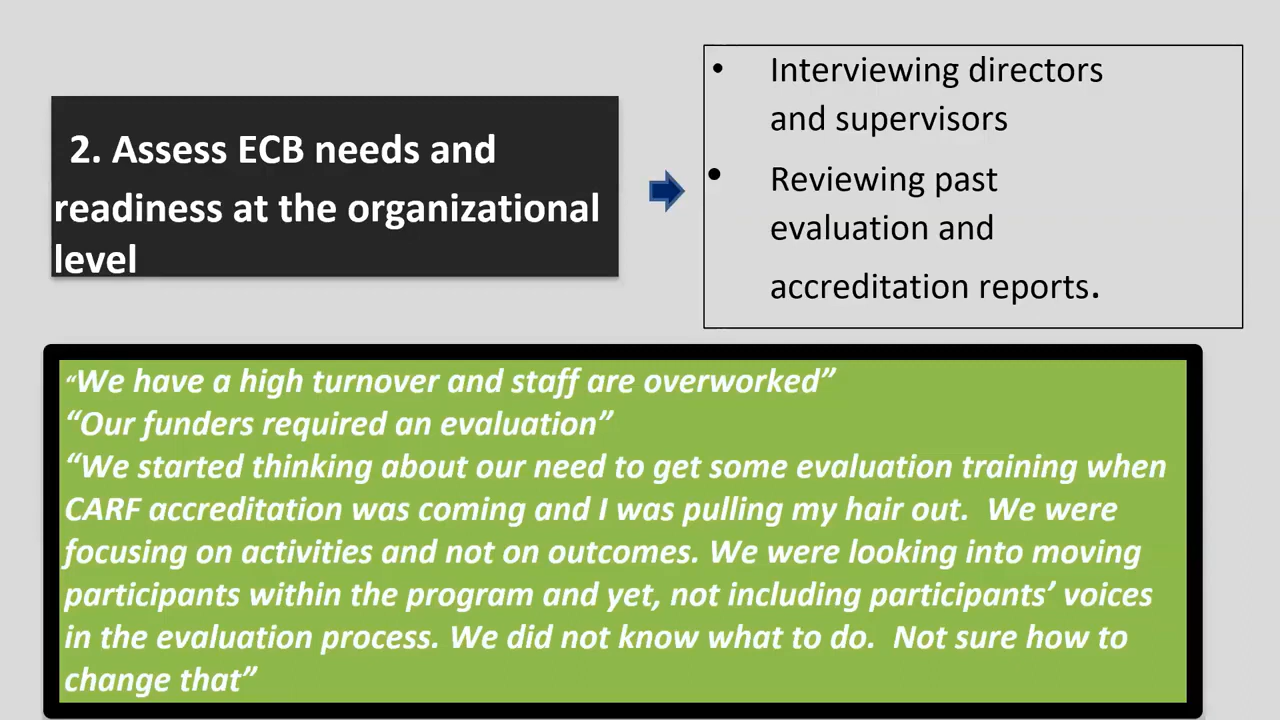 2. Assess ECB needs and
readiness at the organizational
level
• Interviewing directors
and supervisors
• Reviewing past
evaluation and
accreditation reports.
“We have a high turnover and staff are overworked”
“Our funders required an evaluation”
“We started thinking about our need to get some evaluation training when
CARF accreditation was coming and I was pulling my hair out.  We were
focusing on activities and not on outcomes. We were looking into moving
participants within the program and yet, not including participants’ voices
in the evaluation process. We did not know what to do.  Not sure how to
change that”